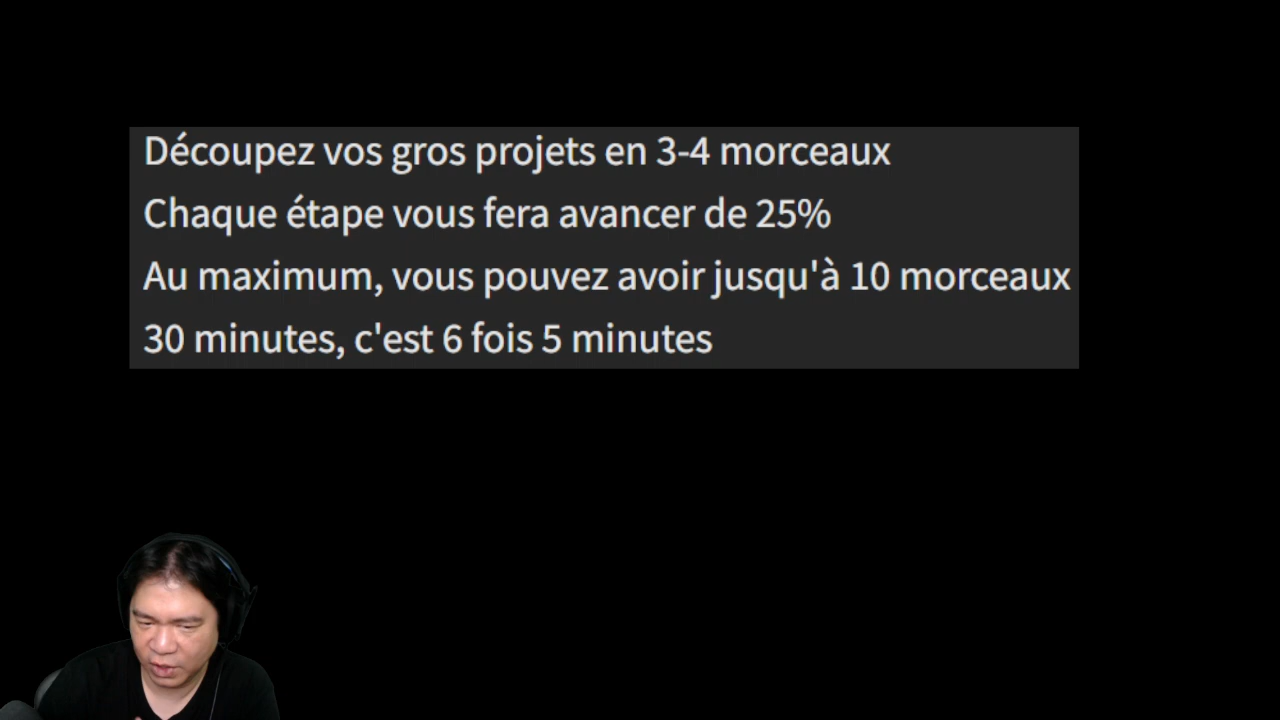 Découpez vos gros projets en 3-4 morceaux
Chaque étape vous fera avancer de 25%
Au maximum, vous pouvez avoir jusqu'à 10 morceaux
30 minutes, c'est 6 fois 5 minutes